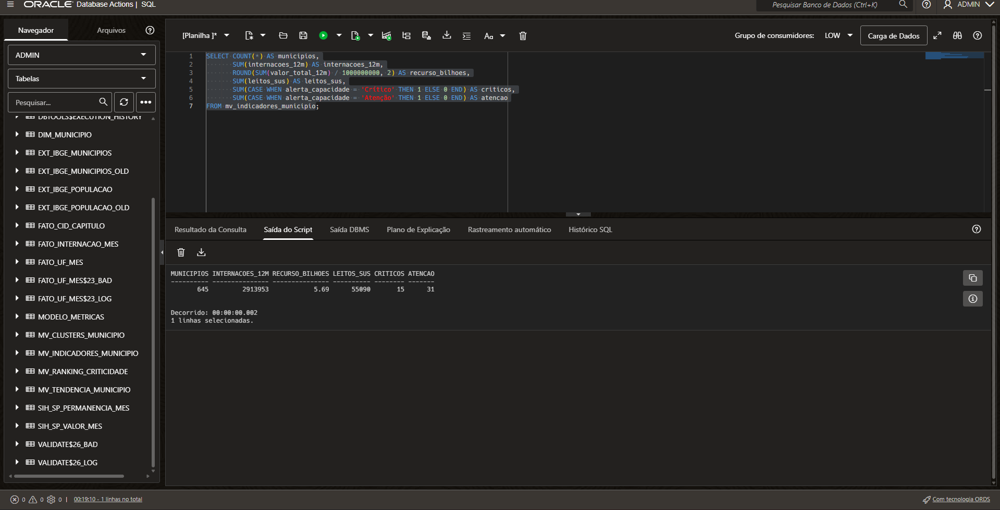 ORACLE Database Actions | SQL
Pesquisar Banco de Dados (Ctrl+K)
ADMIN
Navegador
Arquivos
ADMIN
Tabelas
Pesquisar...
DBTOOLS$EXECUTION_HISTORY
DIM_MUNICIPIO
EXT_IBGE_MUNICIPIOS
EXT_IBGE_MUNICIPIOS_OLD
EXT_IBGE_POPULACAO
EXT_IBGE_POPULACAO_OLD
FATO_CID_CAPITULO
FATO_INTERNACAO_MES
FATO_UF_MES
FATO_UF_MES$23_BAD
FATO_UF_MES$23_LOG
MODELO_METRICAS
MV_CLUSTERS_MUNICIPIO
MV_INDICADORES_MUNICIPIO
MV_RANKING_CRITICIDADE
MV_TENDENCIA_MUNICIPIO
SIH_SP_PERMANENCIA_MES
SIH_SP_VALOR_MES
VALIDATE$26_BAD
VALIDATE$26_LOG
[Planilha ]*
Aa
Grupo de consumidores: LOW
Carga de Dados
1 SELECT COUNT(*) AS municipios,
2 SUM(internacoes_12m) AS internacoes_12m,
3 ROUND(SUM(valor_total_12m) / 1000000000, 2) AS recurso_bilhoes,
4 SUM(leitos_sus) AS leitos_sus,
5 SUM(CASE WHEN alerta_capacidade = 'Crítico' THEN 1 ELSE 0 END) AS criticos,
6 SUM(CASE WHEN alerta_capacidade = 'Atenção' THEN 1 ELSE 0 END) AS atencao
7 FROM mv_indicadores_municipio;
Resultado da Consulta
Saída do Script
Saída DBMS
Plano de Explicação
Rastreamento automático
Histórico SQL
MUNICIPIOS INTERNACOES_12M RECURSO_BILHOES LEITOS_SUS CRITICOS ATENCAO
---------- --------------- --------------- ---------- -------- -------
645 2913953 5.69 55090 15 31
Decorrido: 00:00:00.002
1 linhas selecionadas.
0 0 0 | 00:19:10 - 1 linhas no total
Com tecnologia ORDS